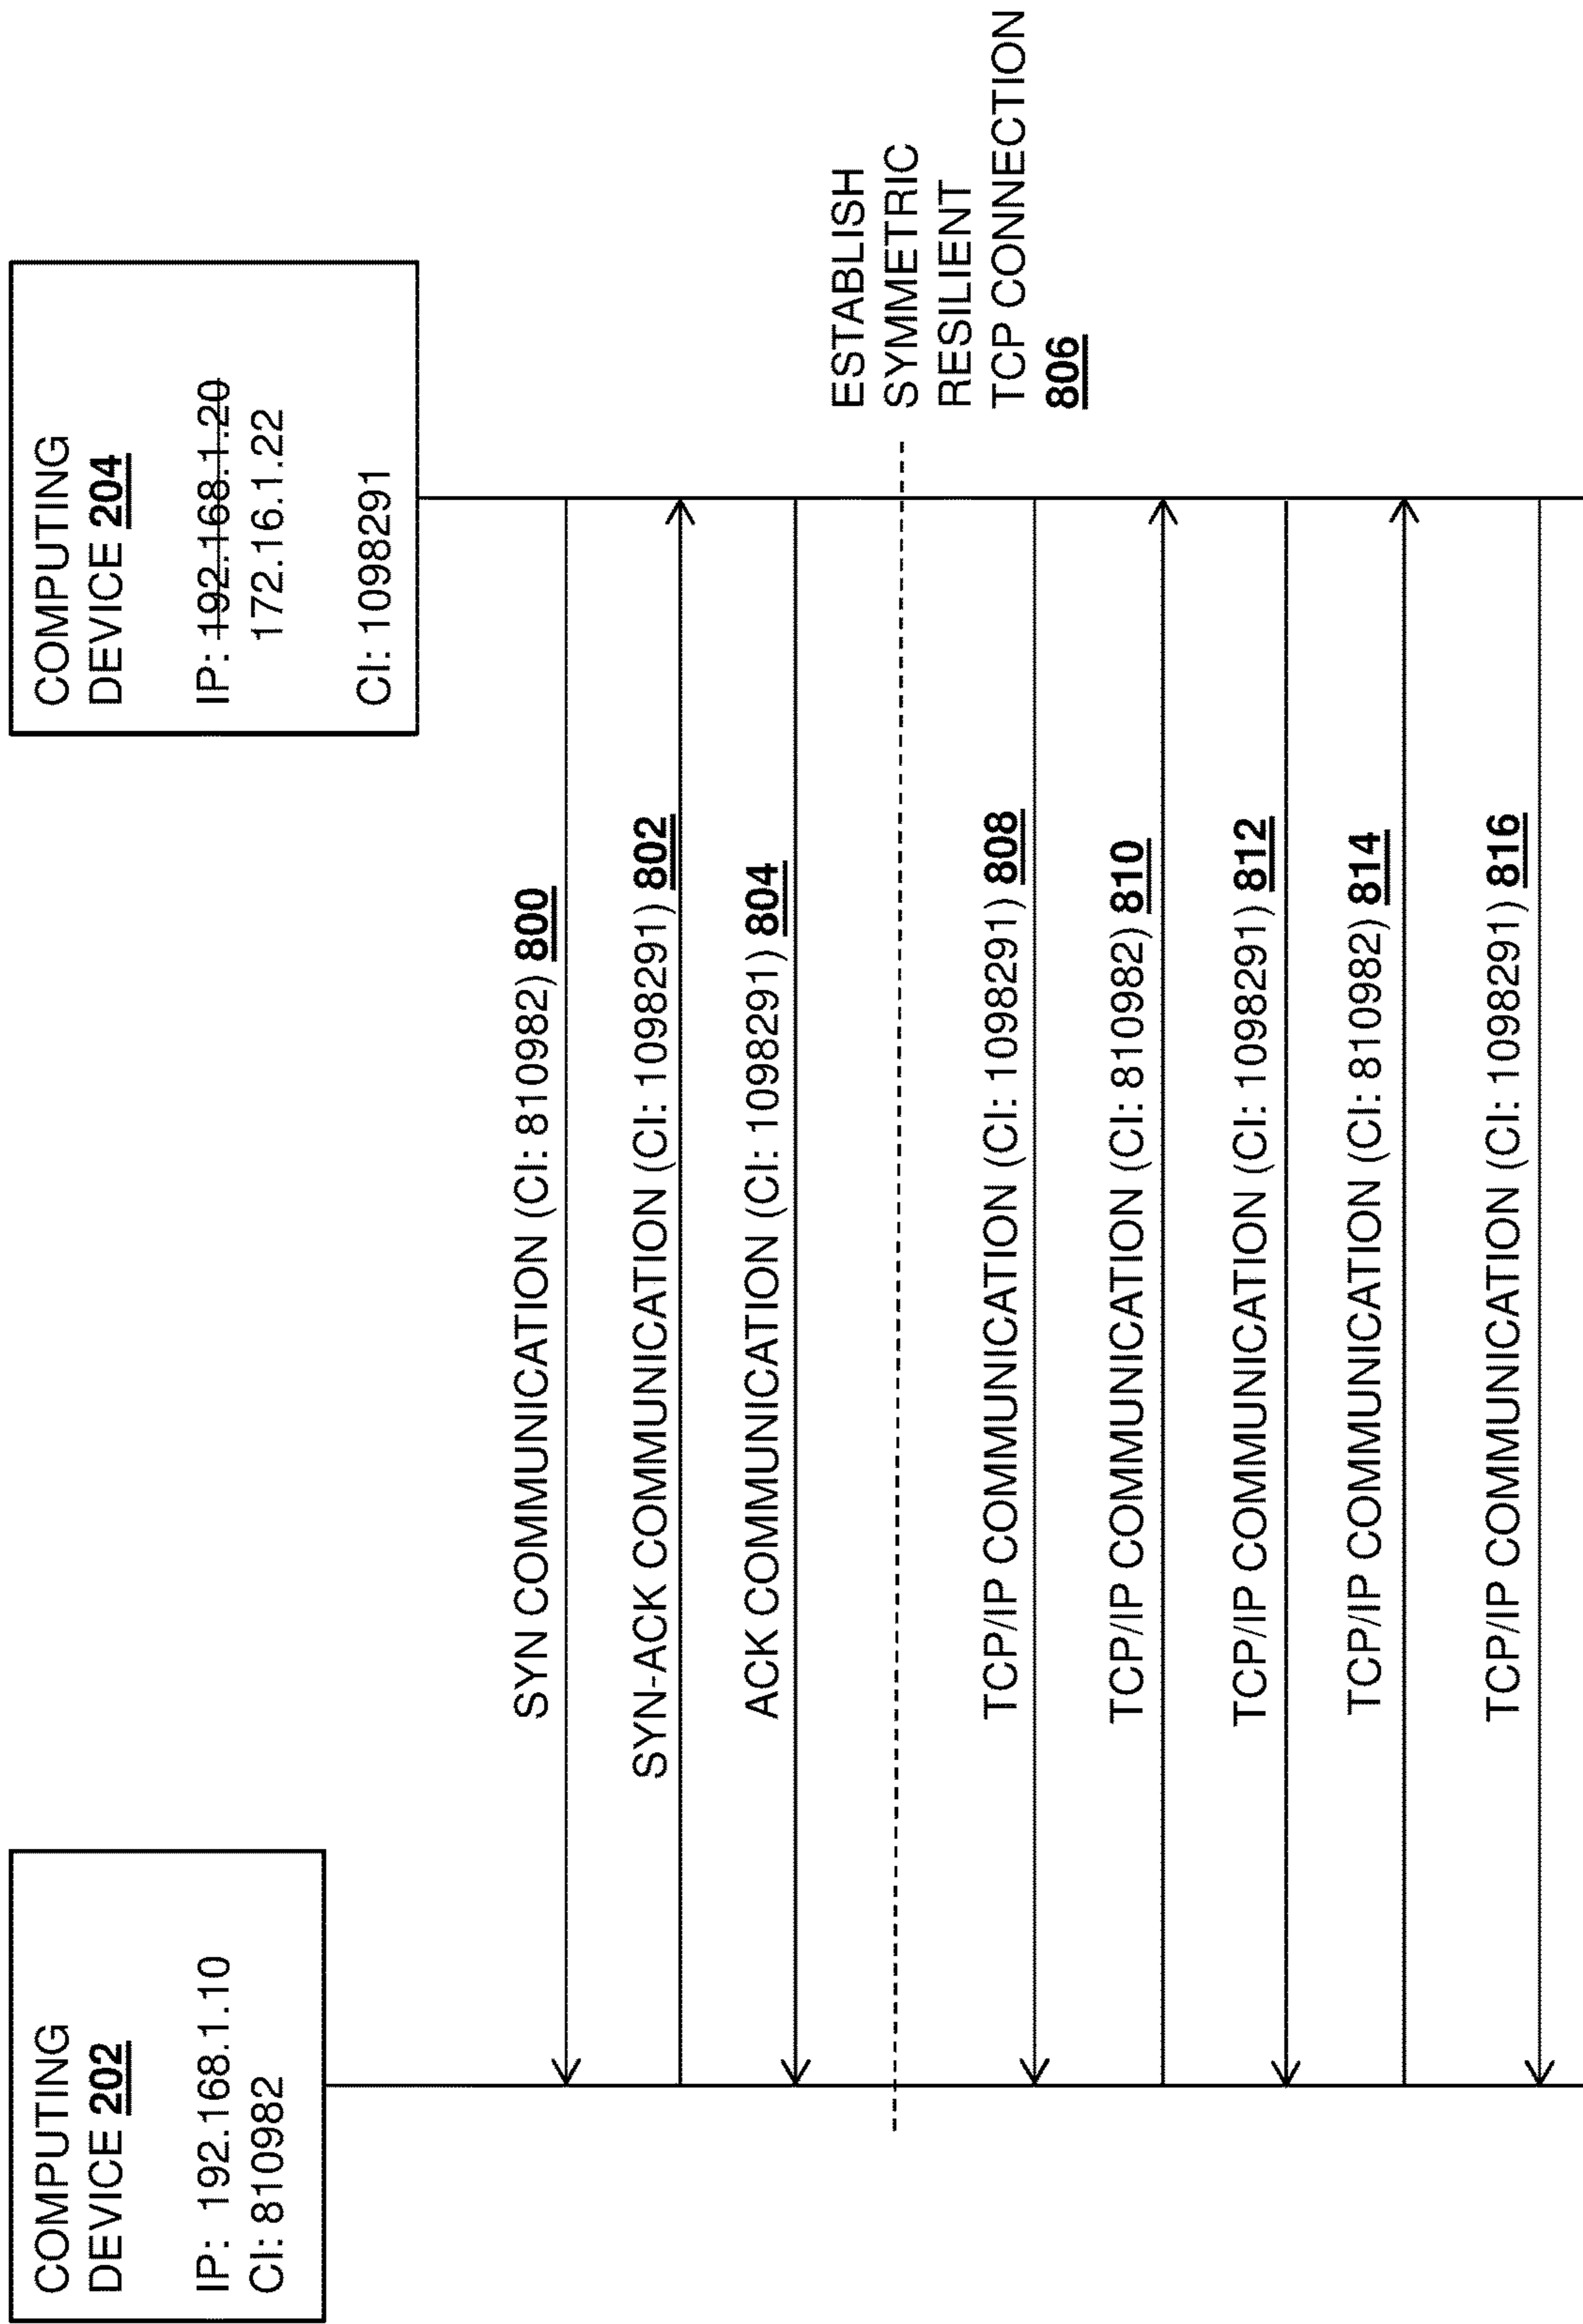 COMPUTING
DEVICE 202
IP: 192.168.1.10
CI: 810982
COMPUTING
DEVICE 204
IP: 192.168.1.20
172.16.1.22
CI: 1098291
SYN COMMUNICATION (CI: 810982) 800
SYN-ACK COMMUNICATION (CI: 1098291) 802
ACK COMMUNICATION (CI: 1098291) 804
ESTABLISH
SYMMETRIC
RESILIENT
TCP CONNECTION
806
TCP/IP COMMUNICATION (CI: 1098291) 808
TCP/IP COMMUNICATION (CI: 810982) 810
TCP/IP COMMUNICATION (CI: 1098291) 812
TCP/IP COMMUNICATION (CI: 810982) 814
TCP/IP COMMUNICATION (CI: 1098291) 816